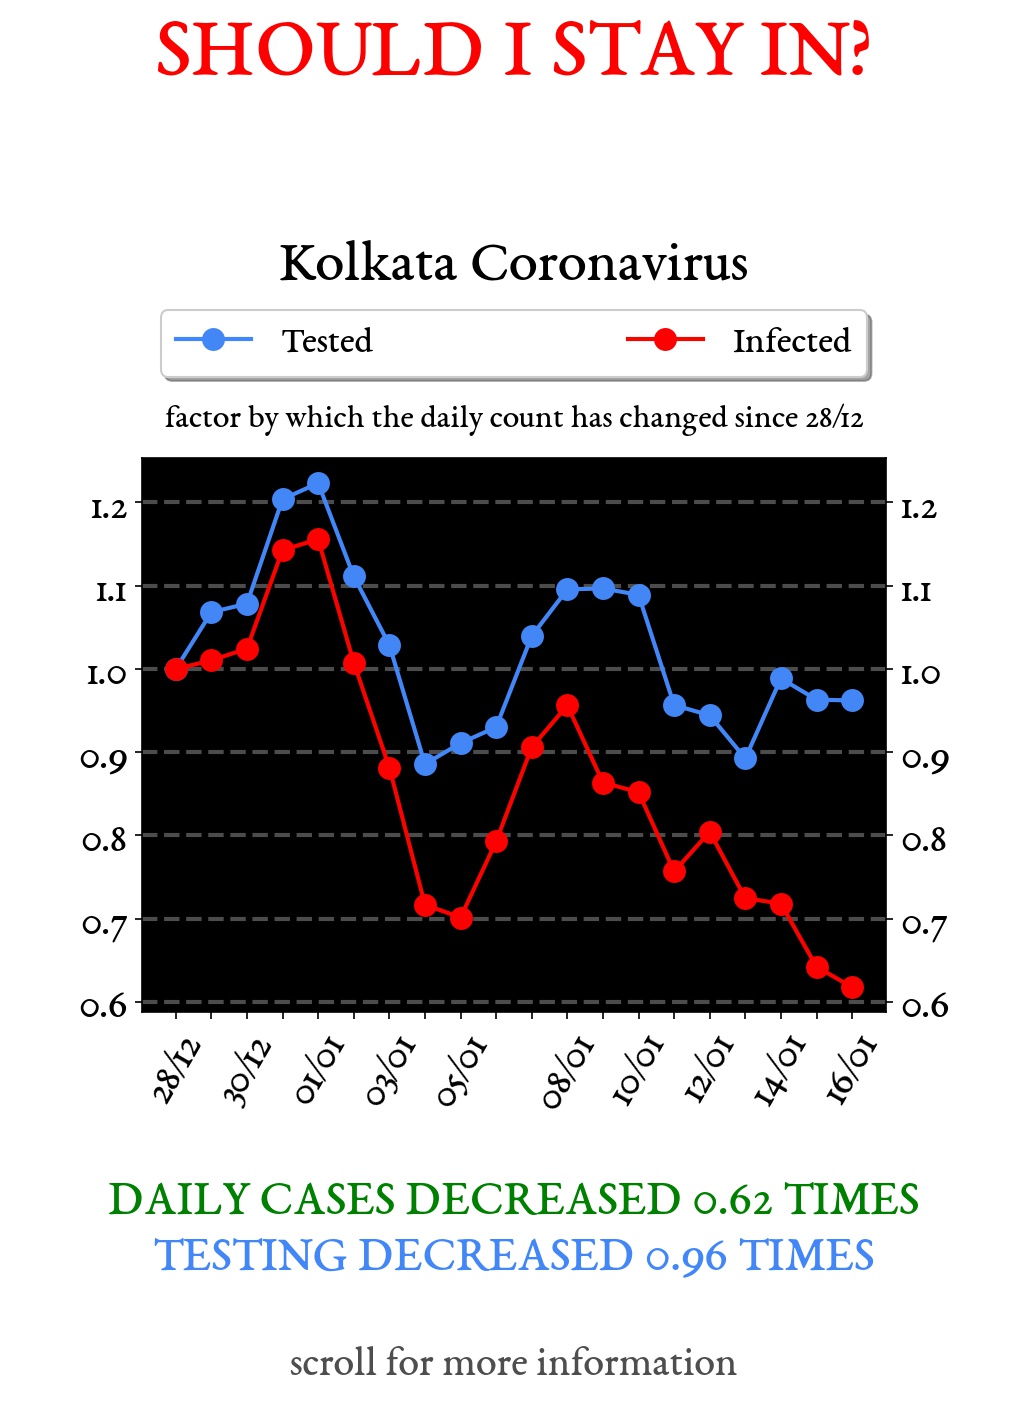 SHOULD I STAY IN?
Kolkata Coronavirus
Tested Infected
factor by which the daily count has changed since 28/12
1.2 1.2
1.1 1.1
1.0 1.0
0.9 0.9
0.8 0.8
0.7 0.7
0.6 0.6
28/12 30/12 01/01 03/01 05/01 08/01 10/01 12/01 14/01 16/01
DAILY CASES DECREASED 0.62 TIMES
TESTING DECREASED 0.96 TIMES
scroll for more information